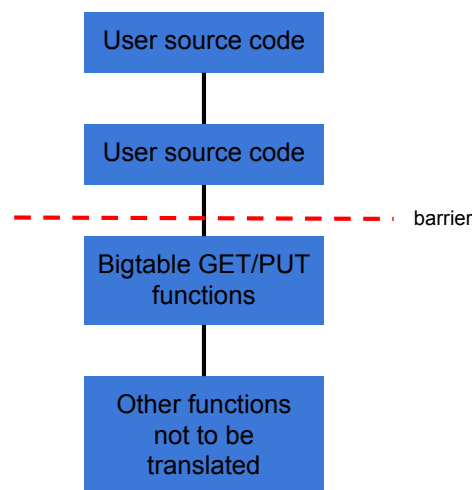 User source code
User source code
barrier
Bigtable GET/PUT
functions
Other functions
not to be
translated